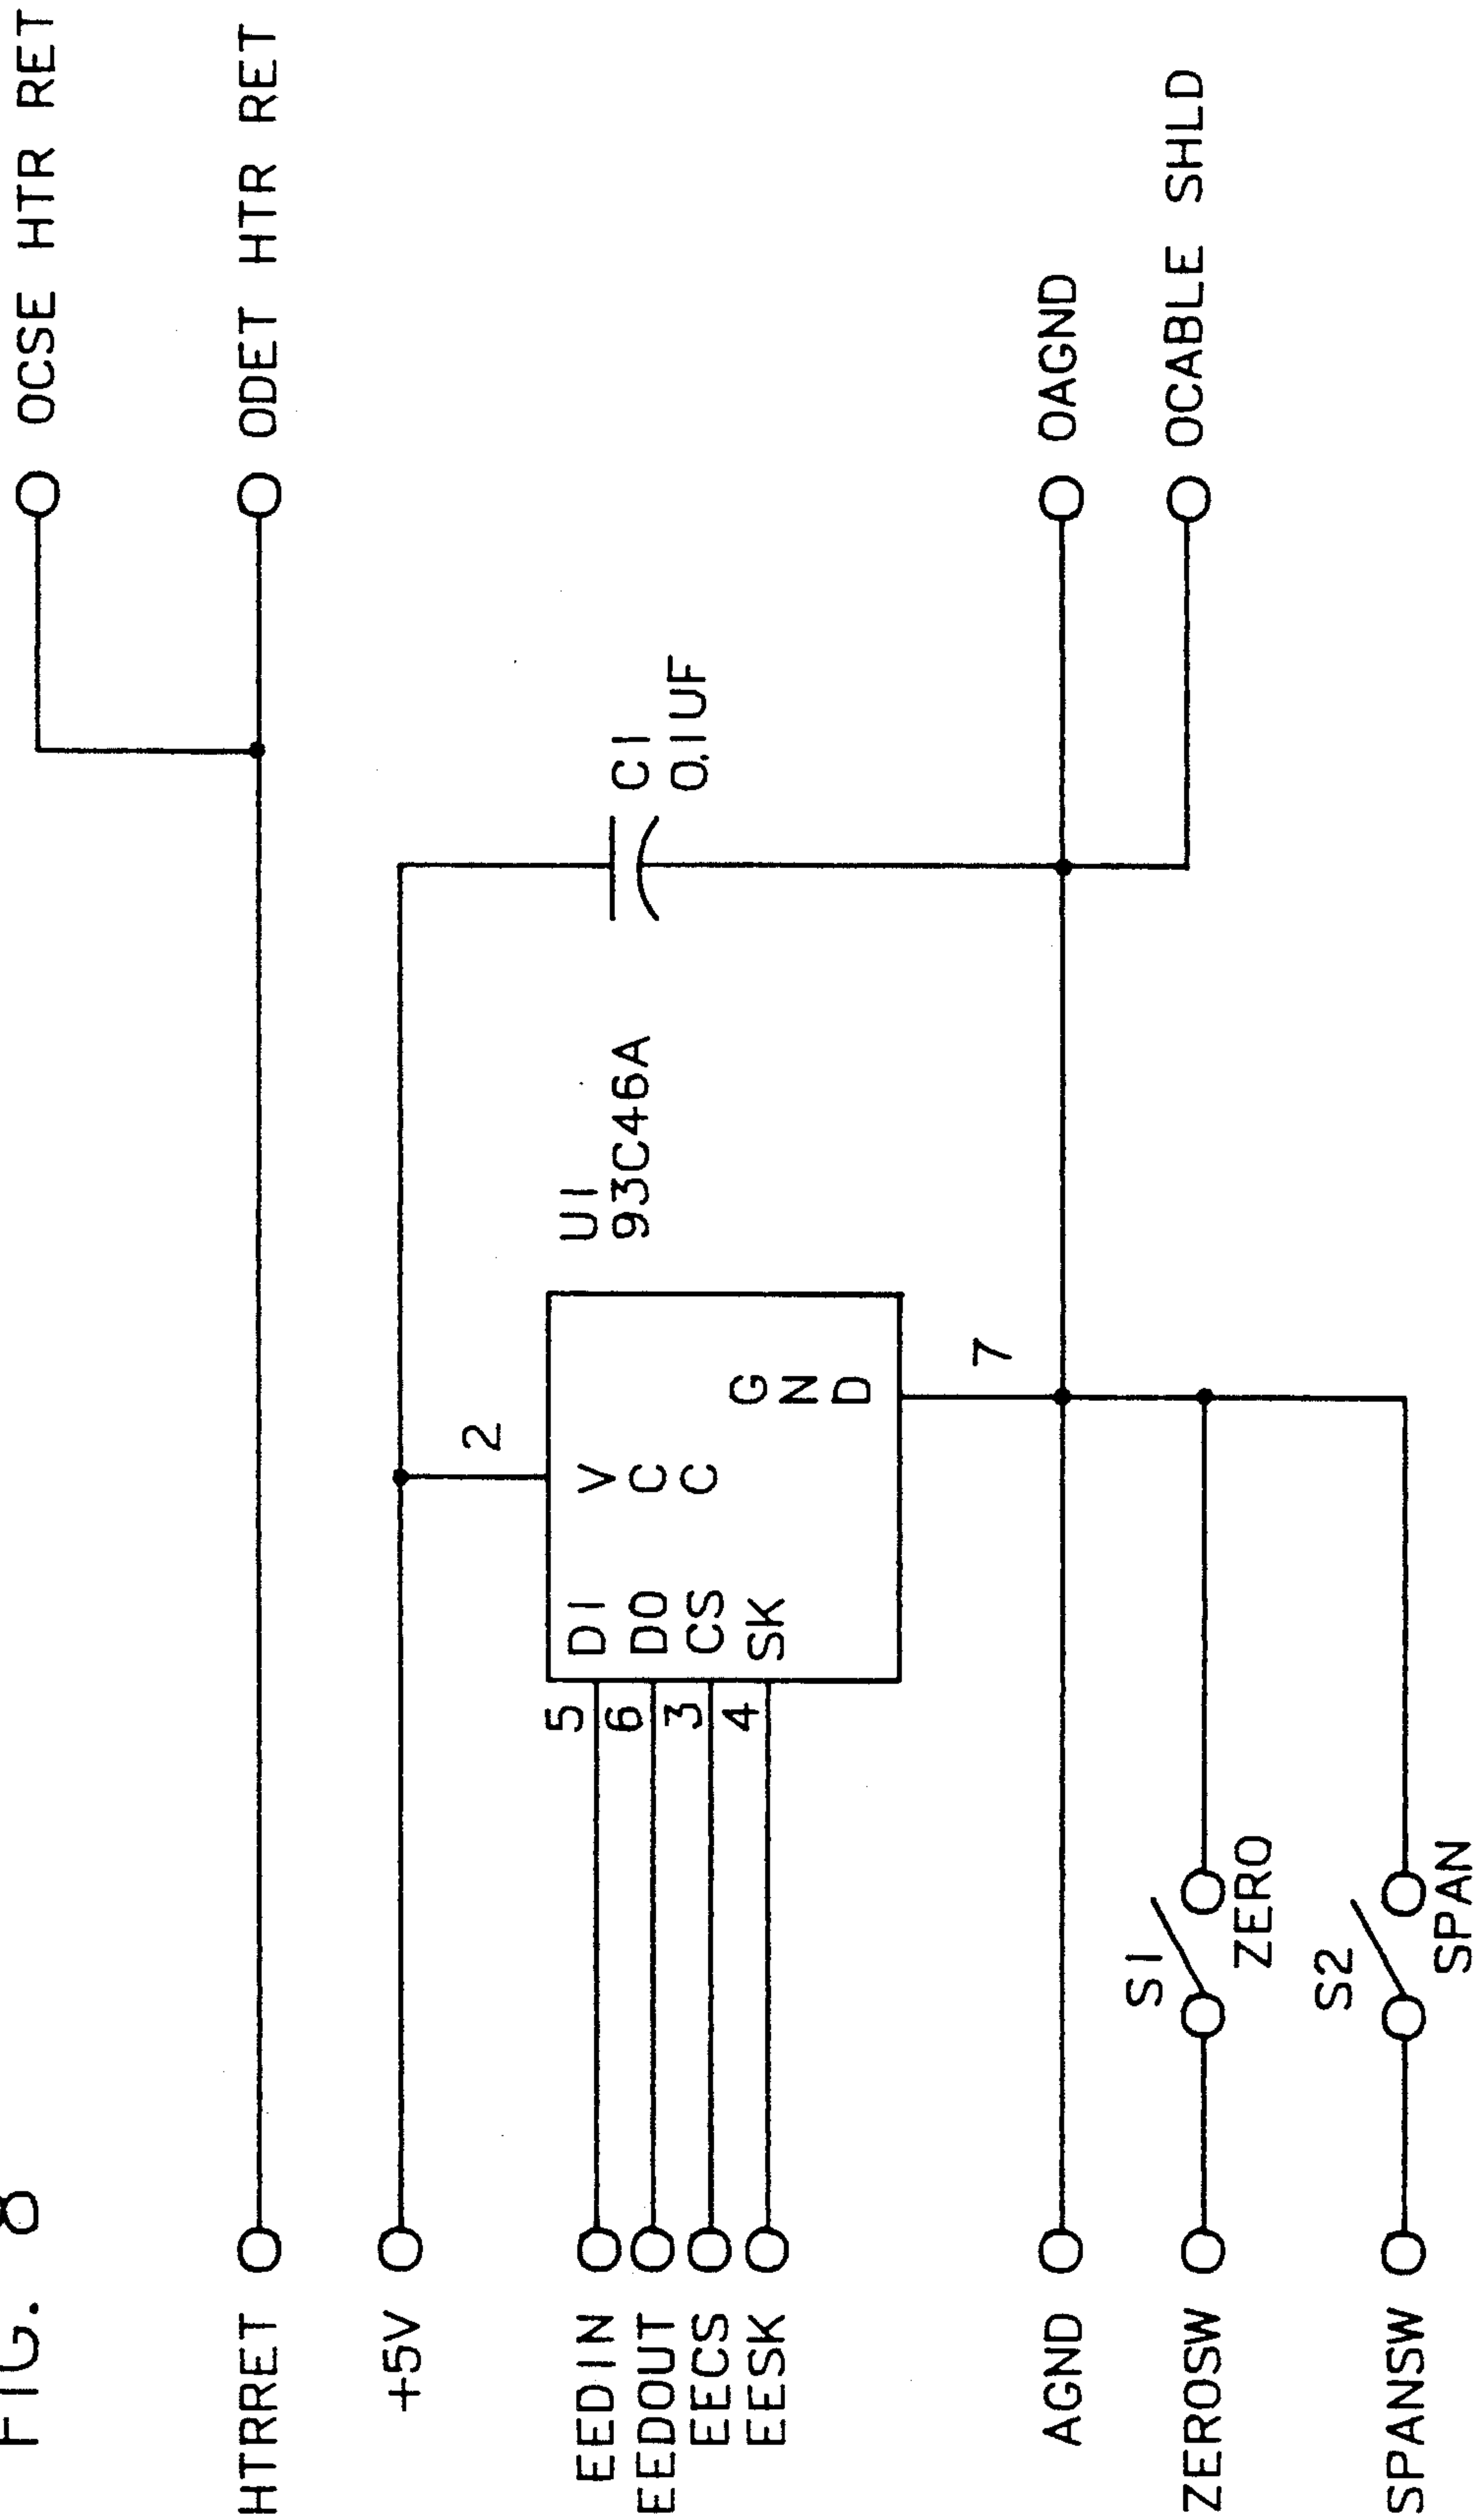 FIG. 8
OCSE HTR RET
HTRRET
ODET HTR RET
+5V
2
U1
93C46A
C1
0.1UF
EEDIN
5
DI
VCC
EEDOUT
6
DO
EECS
3
CS
EESK
4
SK
GND
7
AGND
OAGND
S1
ZEROSW
ZERO
OCABLE SHLD
S2
SPANSW
SPAN